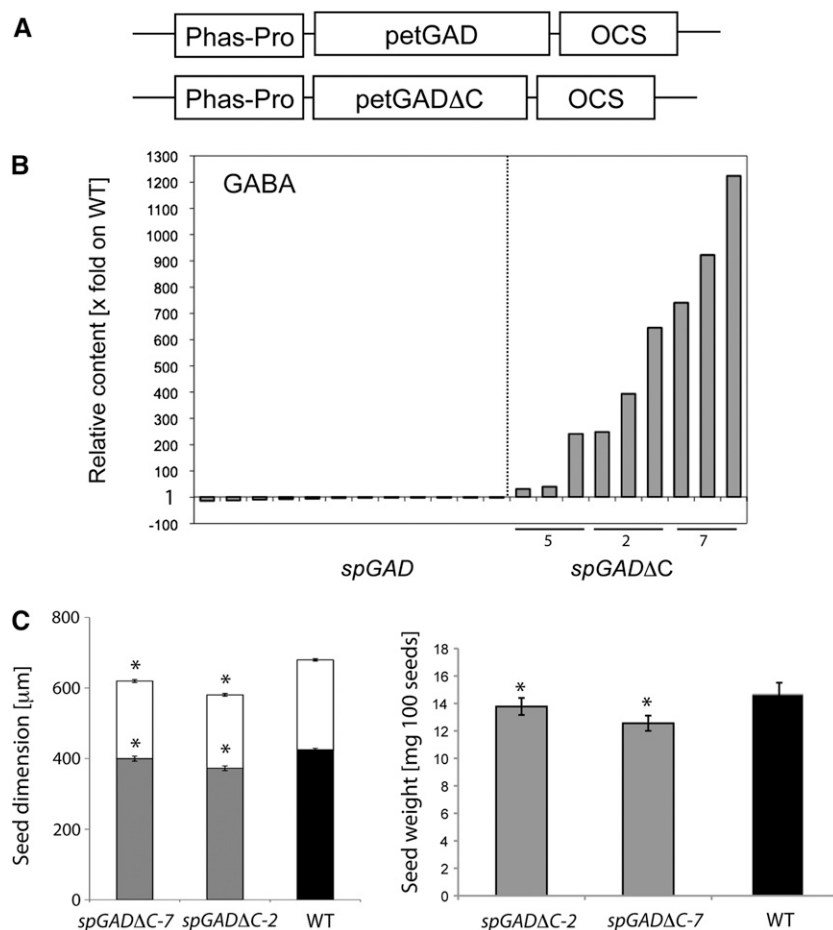 A
Phas-Pro petGAD OCS
Phas-Pro petGADΔC OCS
B
Relative content [x fold on WT]
1300
1200
1100
1000
900
800
700
600
500
400
300
200
100
1
-100
GABA
5 2 7
spGAD spGADΔC
C
Seed dimension [µm]
800
600
400
200
0
* *
* *
spGADΔC-7 spGADΔC-2 WT
Seed weight [mg 100 seeds]
18
16
14
12
10
8
6
4
2
0
* *
spGADΔC-2 spGADΔC-7 WT